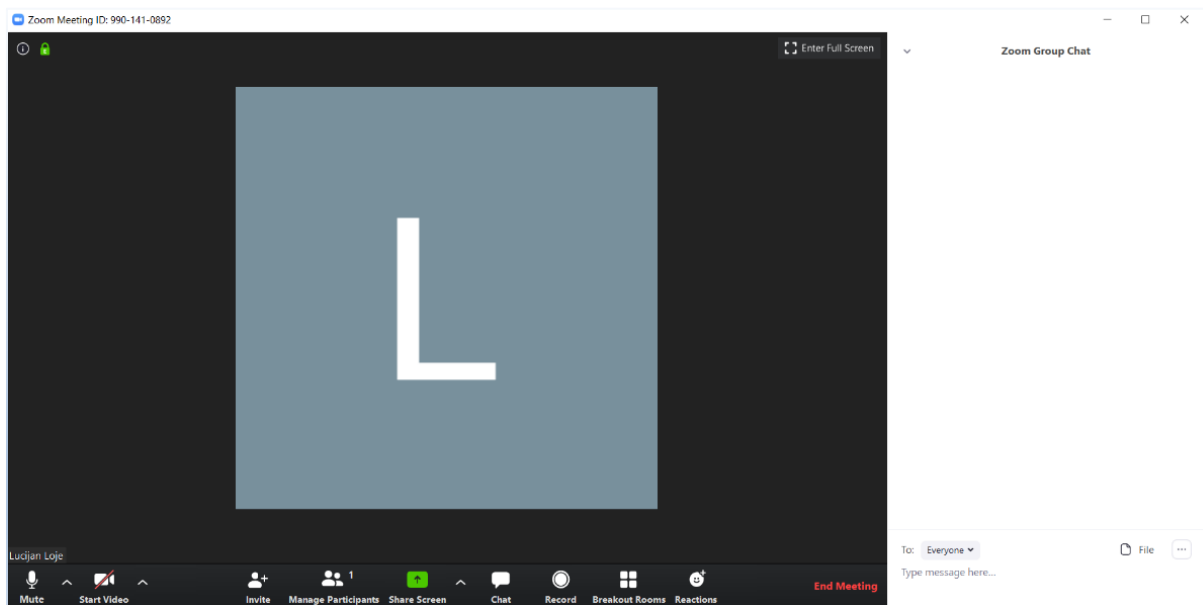 Zoom Meeting ID: 990-141-0892
Enter Full Screen
Zoom Group Chat
L
Lucijan Loje
To: Everyone
File
Type message here...
1
Mute
Start Video
Invite
Manage Participants
Share Screen
Chat
Record
Breakout Rooms
Reactions
End Meeting